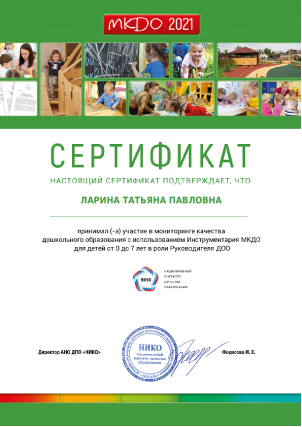 МКДО 2021
СЕРТИФИКАТ
НАСТОЯЩИЙ СЕРТИФИКАТ ПОДТВЕРЖДАЕТ, ЧТО
ЛАРИНА ТАТЬЯНА ПАВЛОВНА
принимал (-а) участие в мониторинге качества
дошкольного образования с использованием Инструментария МКДО
для детей от 0 до 7 лет в роли Руководителя ДОО
НИКО
НАЦИОНАЛЬНЫЙ
ИНСТИТУТ
КАЧЕСТВА
ОБРАЗОВАНИЯ
Директор АНО ДПО «НИКО»
НИКО
Национальный
институт качества
образования
Федосова И. Е.